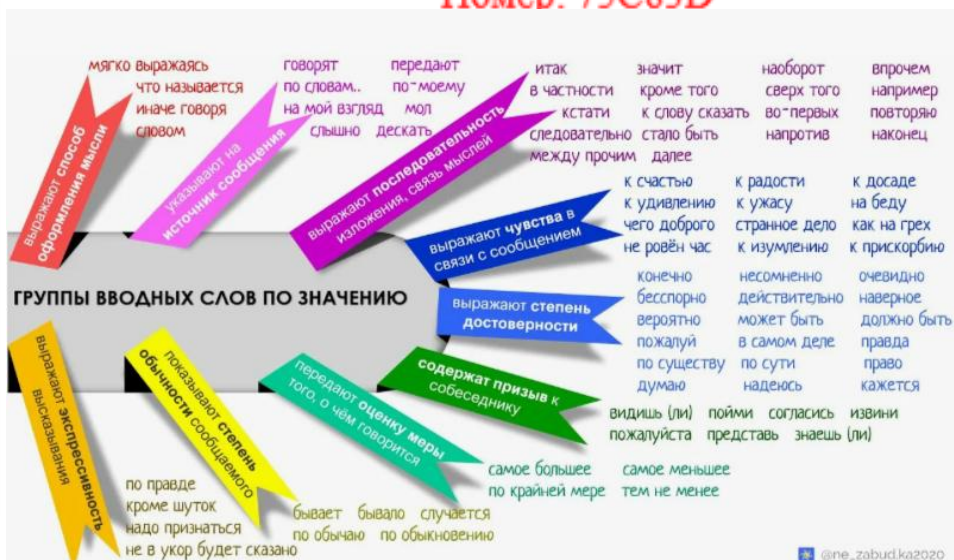 Номер: 75C83D
мягко выражаясь
что называется
иначе говоря
словом
выражают способ
оформления мысли
говорят передают
по словам.. по-моему
на мой взгляд мол
слышно дескать
указывают на
источник сообщения
итак значит наоборот впрочем
в частности кроме того сверх того например
кстати к слову сказать во-первых повторяю
следовательно стало быть напротив наконец
между прочим далее
выражают последовательность
изложения, связь мыслей
к счастью к радости к досаде
к удивлению к ужасу на беду
чего доброго странное дело как на грех
не ровён час к изумлению к прискорбию
выражают чувства в
связи с сообщением
ГРУППЫ ВВОДНЫХ СЛОВ ПО ЗНАЧЕНИЮ
конечно несомненно очевидно
бесспорно действительно наверное
вероятно может быть должно быть
пожалуй в самом деле правда
по существу по сути право
думаю надеюсь кажется
выражают степень
достоверности
содержат призыв к
собеседнику
видишь (ли) пойми согласись извини
пожалуйста представь знаешь (ли)
передают оценку меры
того, о чём говорится
самое большее самое меньшее
по крайней мере тем не менее
показывают степень
обычности сообщаемого
бывает бывало случается
по обычаю по обыкновению
выражают экспрессивность
высказывания
по правде
кроме шуток
надо признаться
не в укор будет сказано
@ne_zabud.ka2020